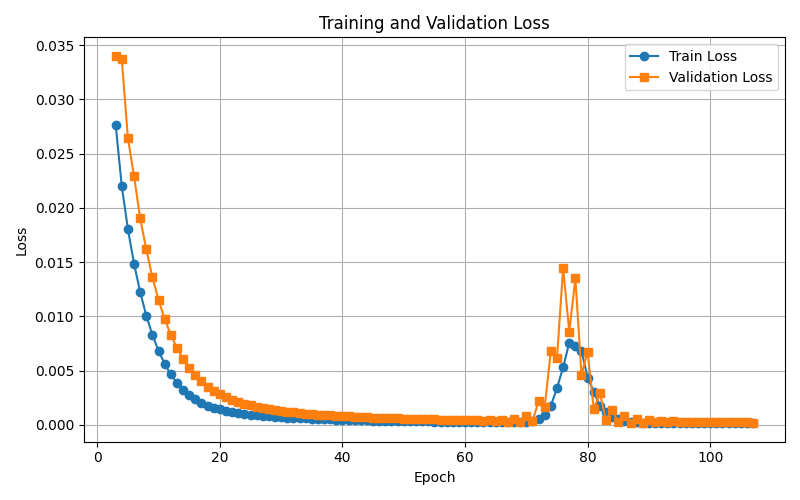 Training and Validation Loss
Train Loss
Validation Loss
Loss
0.035
0.030
0.025
0.020
0.015
0.010
0.005
0.000
0 20 40 60 80 100
Epoch